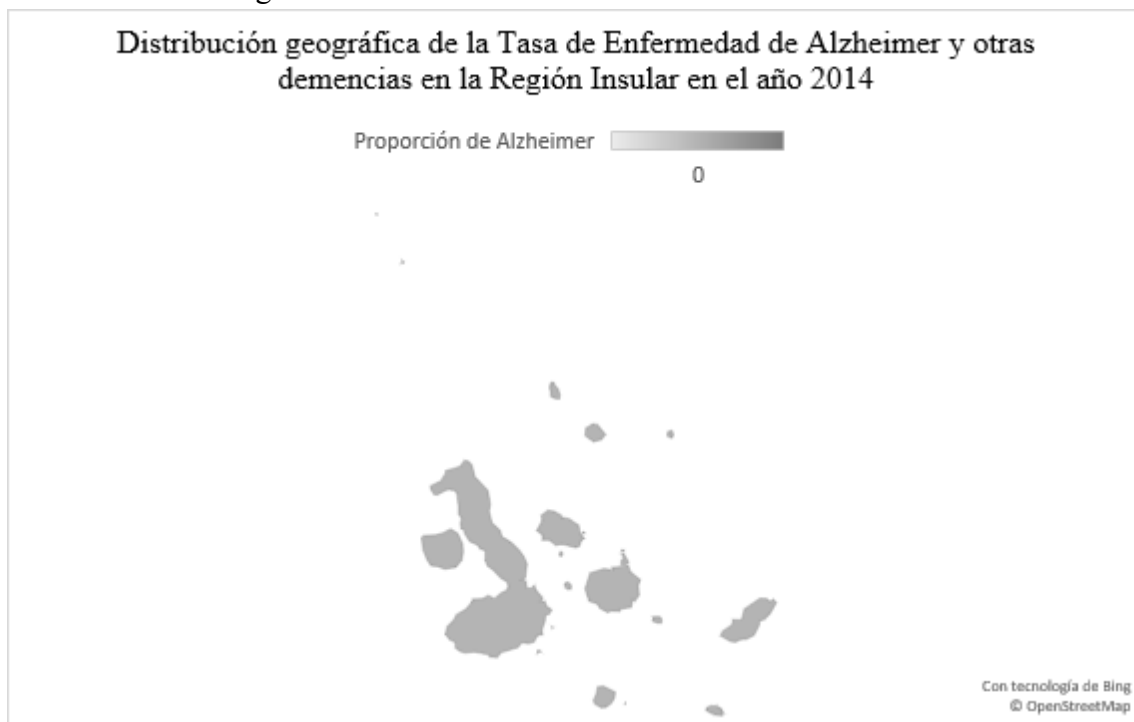 Distribución geográfica de la Tasa de Enfermedad de Alzheimer y otras
demencias en la Región Insular en el año 2014
Proporción de Alzheimer
0
Con tecnología de Bing
© OpenStreetMap